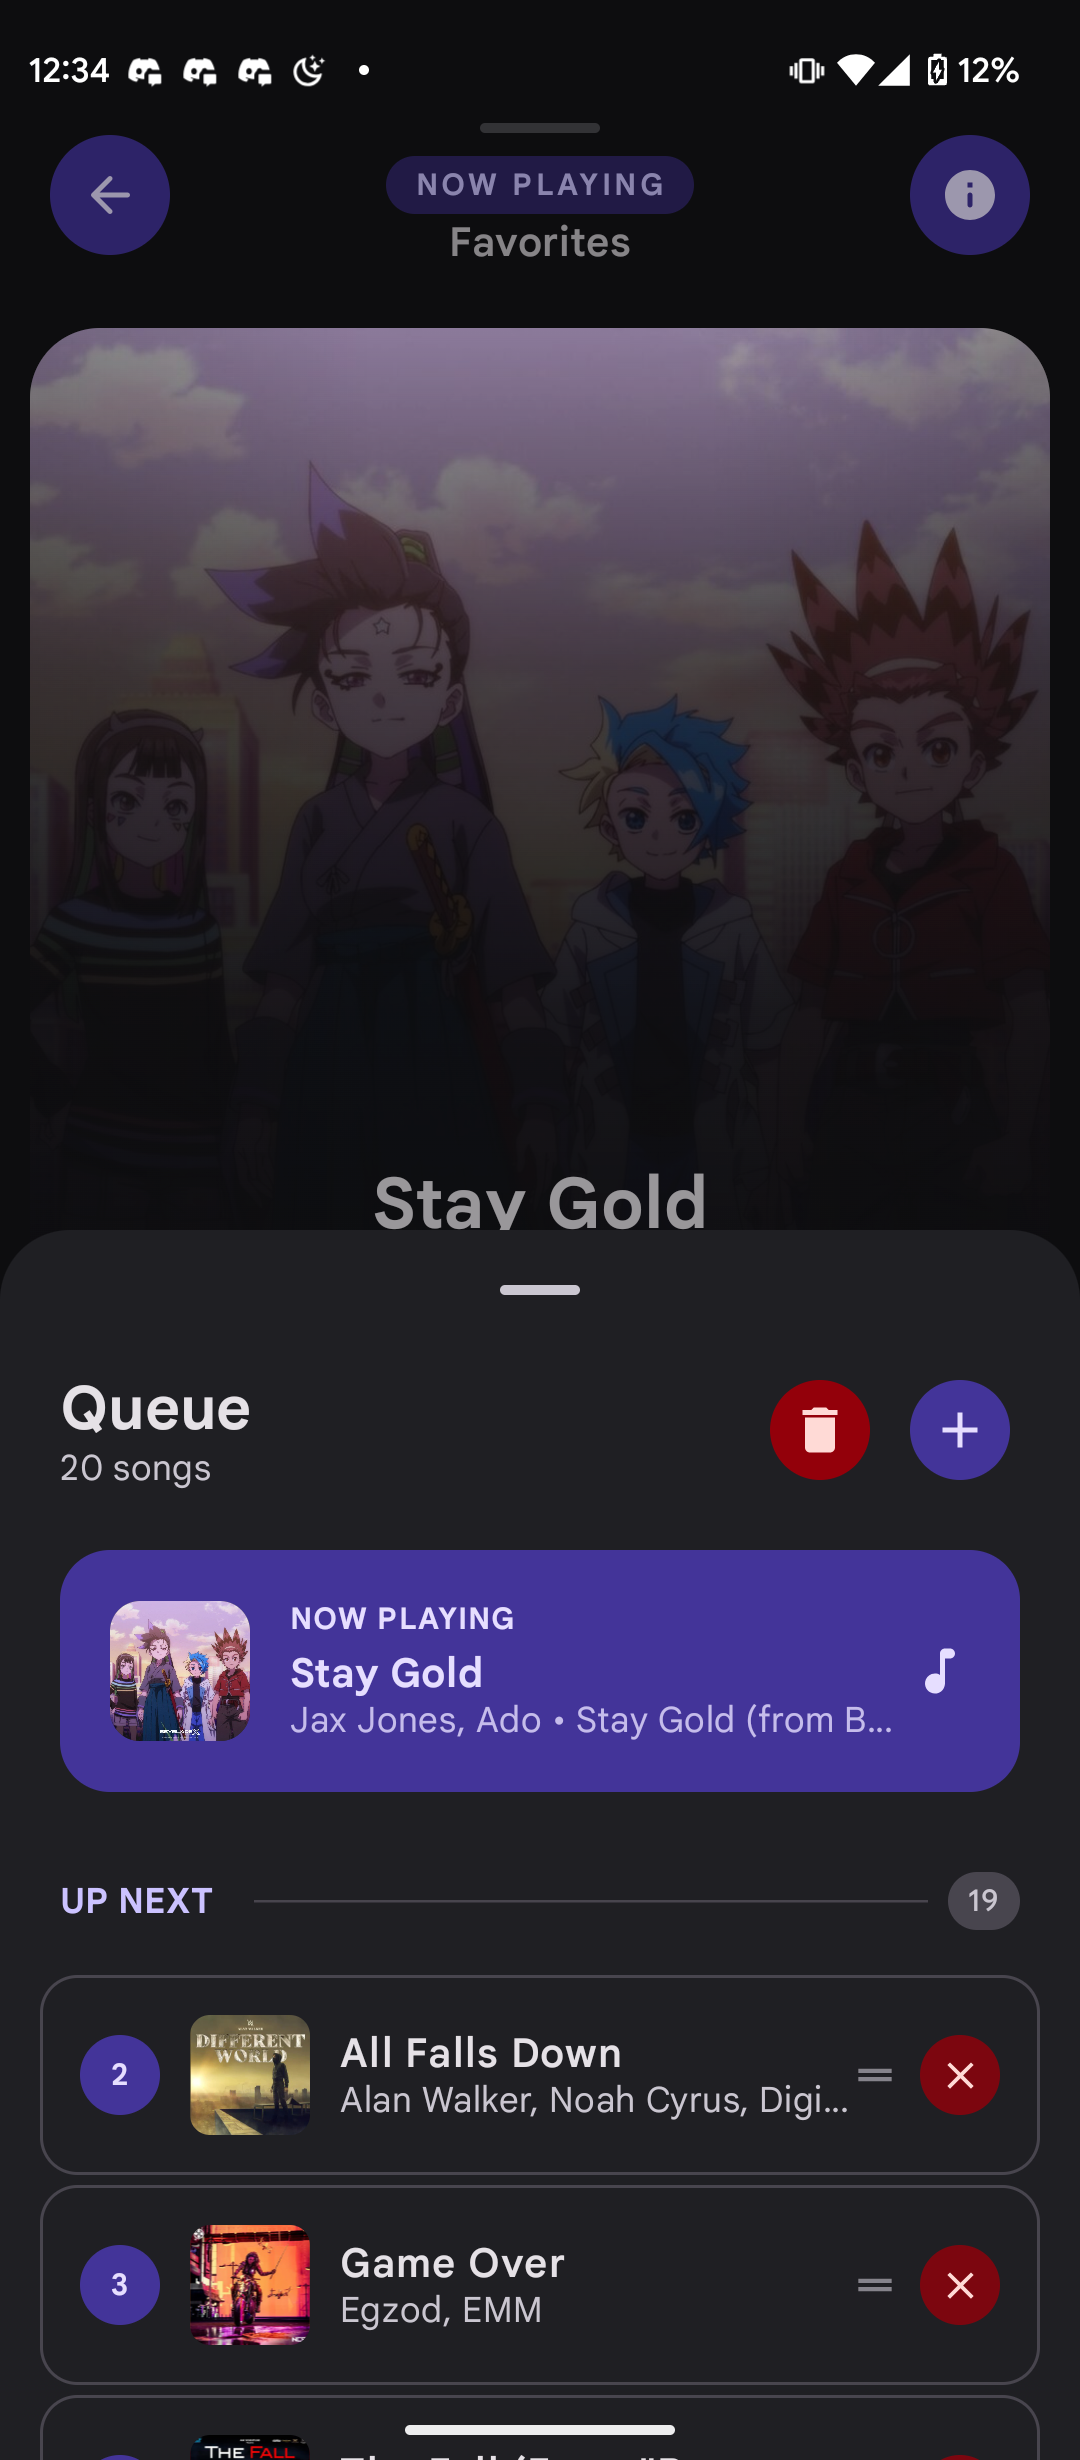 12:34
12%
NOW PLAYING
Favorites
Stay Gold
Queue
20 songs
NOW PLAYING
Stay Gold
Jax Jones, Ado • Stay Gold (from B...
UP NEXT
19
2
DIFFERENT
WORLD
All Falls Down
Alan Walker, Noah Cyrus, Digi...
3
Game Over
Egzod, EMM
THE FALL